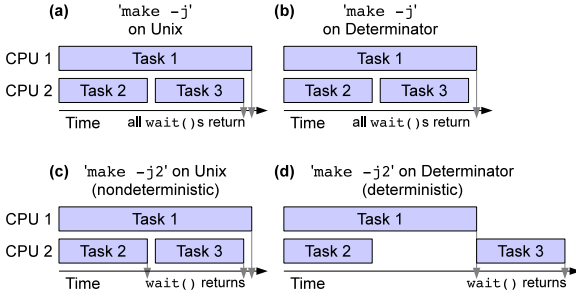 (a) 'make -j' on Unix
(b) 'make -j' on Determinator
CPU 1 Task 1 Task 1
CPU 2 Task 2 Task 3 Task 2 Task 3
Time all wait()s return Time all wait()s return
(c) 'make -j2' on Unix (nondeterministic)
(d) 'make -j2' on Determinator (deterministic)
CPU 1 Task 1 Task 1
CPU 2 Task 2 Task 3 Task 2 Task 3
Time wait() returns Time wait() returns